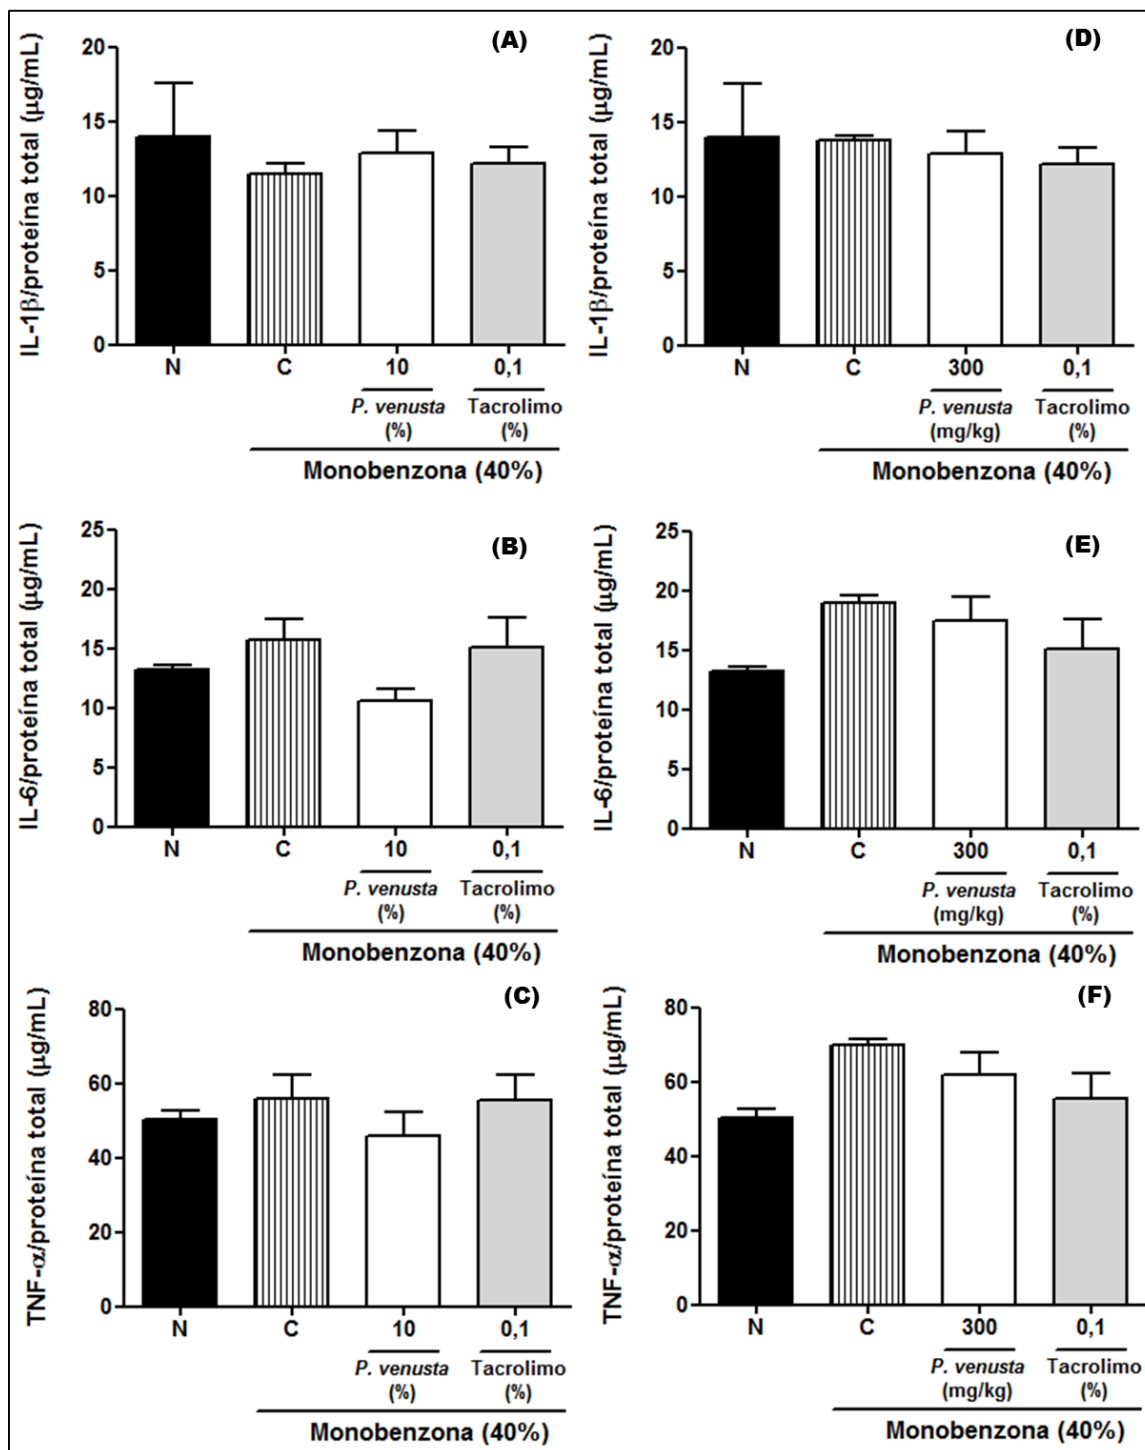 (A)
IL-1β/proteína total (µg/mL)
20
15
10
5
0
N C 10 0,1
P. venusta Tacrolimo
(%) (%)
Monobenzona (40%)
(D)
IL-1β/proteína total (µg/mL)
20
15
10
5
0
N C 300 0,1
P. venusta Tacrolimo
(mg/kg) (%)
Monobenzona (40%)
(B)
IL-6/proteína total (µg/mL)
25
20
15
10
5
0
N C 10 0,1
P. venusta Tacrolimo
(%) (%)
Monobenzona (40%)
(E)
IL-6/proteína total (µg/mL)
25
20
15
10
5
0
N C 300 0,1
P. venusta Tacrolimo
(mg/kg) (%)
Monobenzona (40%)
(C)
TNF-α/proteína total (µg/mL)
80
60
40
20
0
N C 10 0,1
P. venusta Tacrolimo
(%) (%)
Monobenzona (40%)
(F)
TNF-α/proteína total (µg/mL)
80
60
40
20
0
N C 300 0,1
P. venusta Tacrolimo
(mg/kg) (%)
Monobenzona (40%)